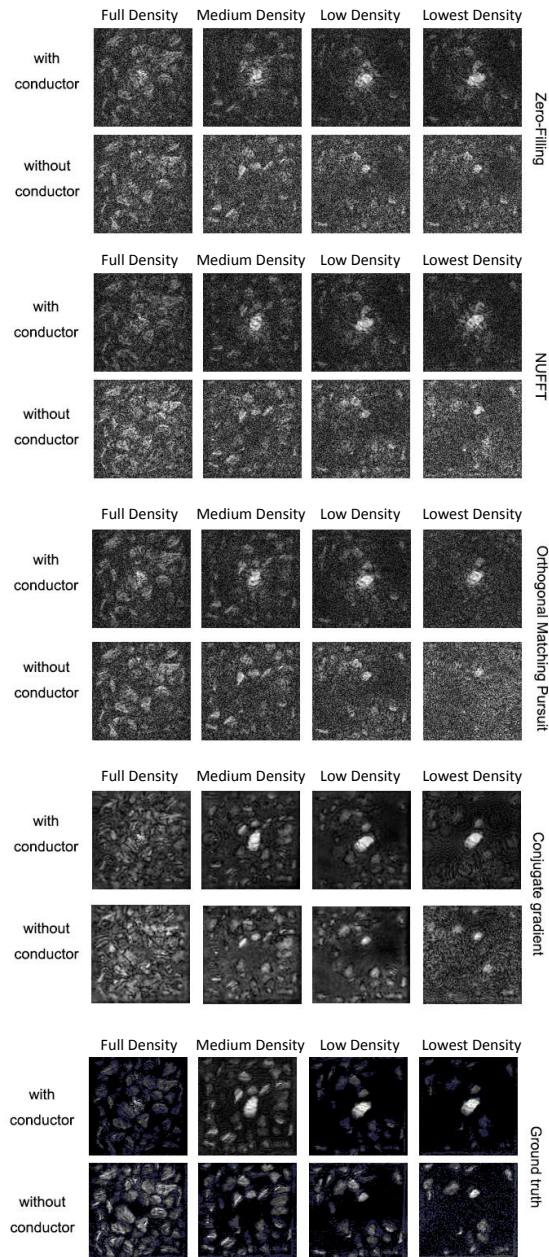 Full Density Medium Density Low Density Lowest Density
with
conductor
without
conductor
Zero-Filling
Full Density Medium Density Low Density Lowest Density
with
conductor
without
conductor
NUFFT
Full Density Medium Density Low Density Lowest Density
with
conductor
without
conductor
Orthogonal Matching Pursuit
Full Density Medium Density Low Density Lowest Density
with
conductor
without
conductor
Conjugate gradient
Full Density Medium Density Low Density Lowest Density
with
conductor
without
conductor
Ground truth